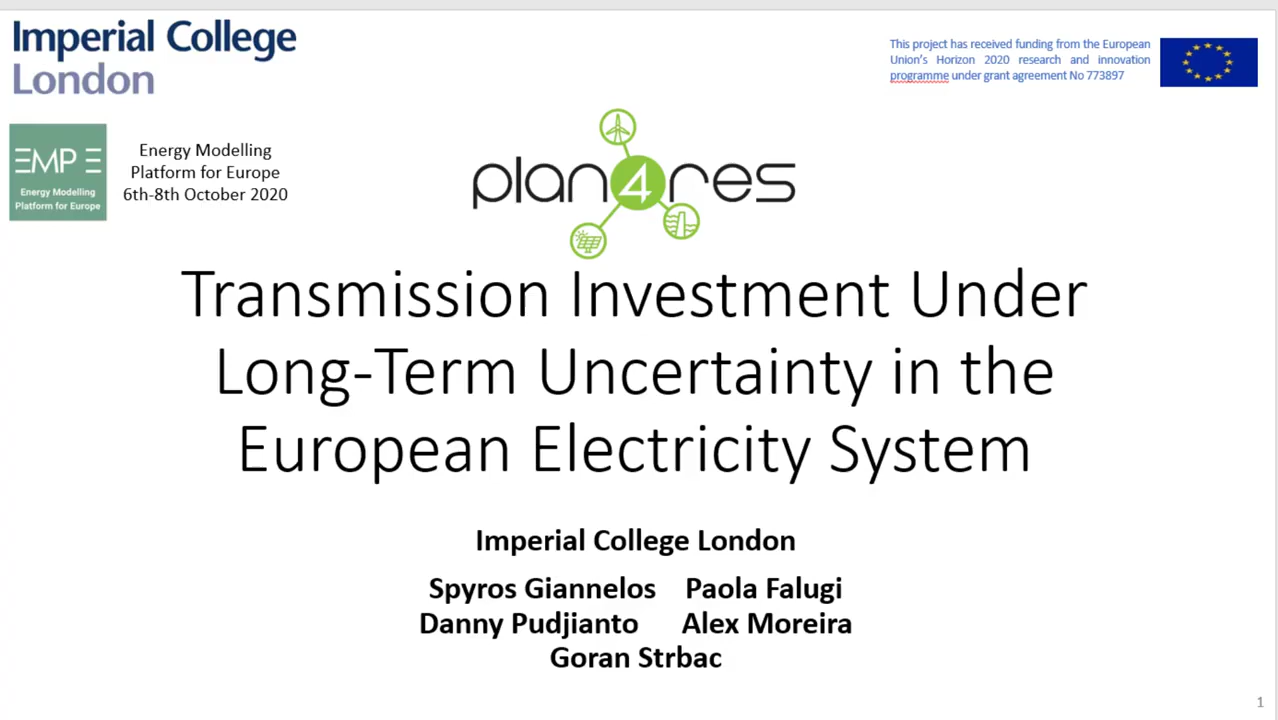 Imperial College
London
This project has received funding from the European
Union's Horizon 2020 research and innovation
programme under grant agreement No 773897
EMP E
Energy Modelling
Platform for Europe
Energy Modelling
Platform for Europe
6th-8th October 2020
plan4res
Transmission Investment Under
Long-Term Uncertainty in the
European Electricity System
Imperial College London
Spyros Giannelos Paola Falugi
Danny Pudjianto Alex Moreira
Goran Strbac
1